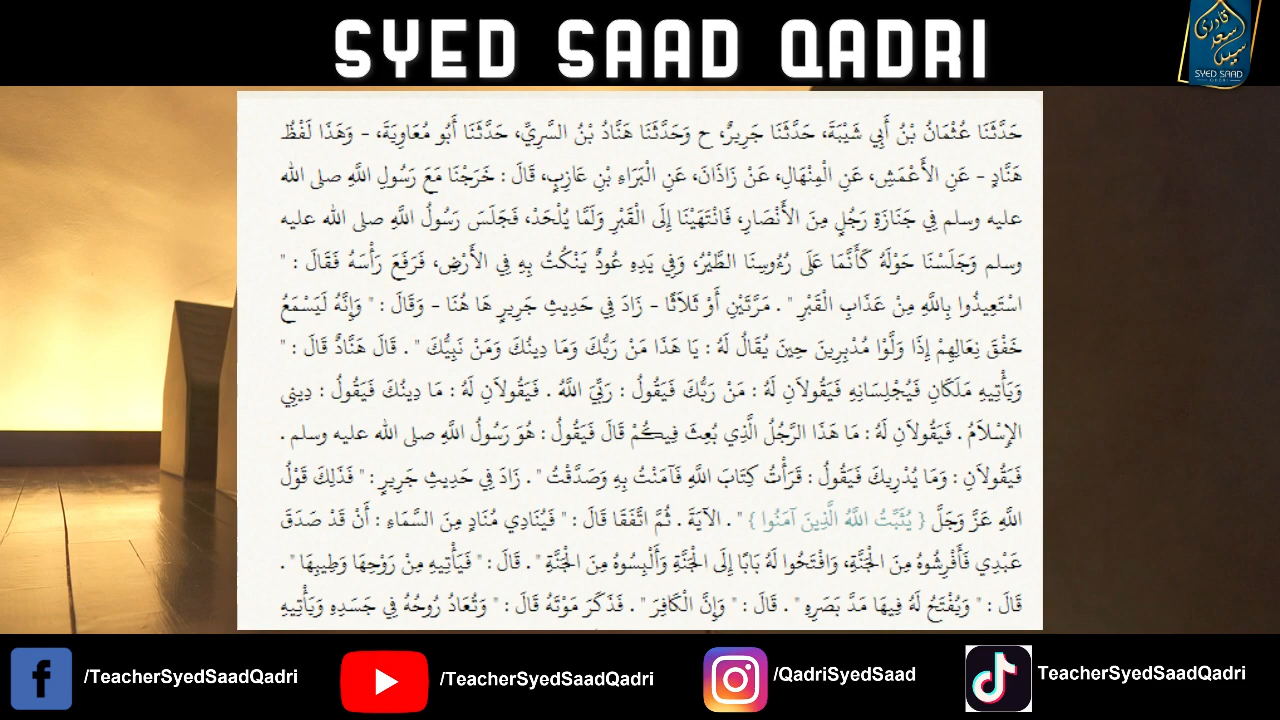 SYED SAAD QADRI
قادری
سعد
سید
SYED SAAD
QADRI
حَدَّثَنَا عُثْمَانُ بْنُ أَبِي شَيْبَةَ، حَدَّثَنَا جَرِيرٌ، ح وَحَدَّثَنَا هَنَّادُ بْنُ السَّرِيِّ، حَدَّثَنَا أَبُو مُعَاوِيَةَ، - وَهَذَا لَفْظُ
هَنَّادٍ - عَنِ الأَعْمَشِ، عَنِ الْمِنْهَالِ، عَنْ زَاذَانَ، عَنِ الْبَرَاءِ بْنِ عَازِبٍ، قَالَ : خَرَجْنَا مَعَ رَسُولِ اللَّهِ صلى الله
عليه وسلم فِي جَنَازَةِ رَجُلٍ مِنَ الأَنْصَارِ، فَانْتَهَيْنَا إِلَى الْقَبْرِ وَلَمَّا يُلْحَدْ، فَجَلَسَ رَسُولُ اللَّهِ صلى الله عليه
وسلم وَجَلَسْنَا حَوْلَهُ كَأَنَّمَا عَلَى رُءُوسِنَا الطَّيْرُ، وَفِي يَدِهِ عُودٌ يَنْكُتُ بِهِ فِي الأَرْضِ، فَرَفَعَ رَأْسَهُ فَقَالَ : "
اسْتَعِيذُوا بِاللَّهِ مِنْ عَذَابِ الْقَبْرِ " . مَرَّتَيْنِ أَوْ ثَلاَثًا - زَادَ فِي حَدِيثِ جَرِيرٍ هَا هُنَا - وَقَالَ : " وَإِنَّهُ لَيَسْمَعُ
خَفْقَ نِعَالِهِمْ إِذَا وَلَّوْا مُدْبِرِينَ حِينَ يُقَالُ لَهُ : يَا هَذَا مَنْ رَبُّكَ وَمَا دِينُكَ وَمَنْ نَبِيُّكَ " . قَالَ هَنَّادٌ قَالَ : "
وَيَأْتِيهِ مَلَكَانِ فَيُجْلِسَانِهِ فَيَقُولاَنِ لَهُ : مَنْ رَبُّكَ فَيَقُولُ : رَبِّيَ اللَّهُ . فَيَقُولاَنِ لَهُ : مَا دِينُكَ فَيَقُولُ : دِينِي
الإِسْلاَمُ . فَيَقُولاَنِ لَهُ : مَا هَذَا الرَّجُلُ الَّذِي بُعِثَ فِيكُمْ قَالَ فَيَقُولُ : هُوَ رَسُولُ اللَّهِ صلى الله عليه وسلم .
فَيَقُولاَنِ : وَمَا يُدْرِيكَ فَيَقُولُ : قَرَأْتُ كِتَابَ اللَّهِ فَآمَنْتُ بِهِ وَصَدَّقْتُ " . زَادَ فِي حَدِيثِ جَرِيرٍ : " فَذَلِكَ قَوْلُ
اللَّهِ عَزَّ وَجَلَّ { يُثَبِّتُ اللَّهُ الَّذِينَ آمَنُوا } " . الآيَةَ . ثُمَّ اتَّفَقَا قَالَ : " فَيُنَادِي مُنَادٍ مِنَ السَّمَاءِ : أَنْ قَدْ صَدَقَ
عَبْدِي فَأَفْرِشُوهُ مِنَ الْجَنَّةِ، وَافْتَحُوا لَهُ بَابًا إِلَى الْجَنَّةِ وَأَلْبِسُوهُ مِنَ الْجَنَّةِ " . قَالَ : " فَيَأْتِيهِ مِنْ رَوْحِهَا وَطِيبِهَا " .
قَالَ : " وَيُفْتَحُ لَهُ فِيهَا مَدَّ بَصَرِهِ " . قَالَ : " وَإِنَّ الْكَافِرَ " . فَذَكَرَ مَوْتَهُ قَالَ : " وَتُعَادُ رُوحُهُ فِي جَسَدِهِ وَيَأْتِيهِ
/TeacherSyedSaadQadri
/TeacherSyedSaadQadri
/QadriSyedSaad
TeacherSyedSaadQadri